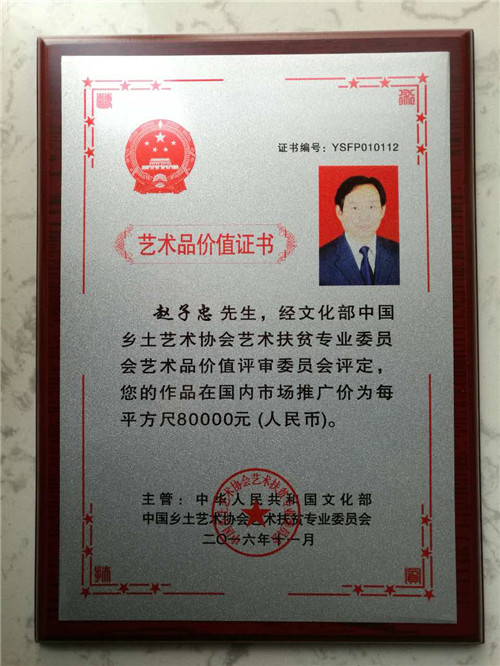 证书编号：YSFP010112
艺术品价值证书
赵子忠 先生，经文化部中国
乡土艺术协会艺术扶贫专业委员
会艺术品价值评审委员会评定，
您的作品在国内市场推广价为每
平方尺80000元 (人民币)。
主管：中华人民共和国文化部
中国乡土艺术协会艺术扶贫专业委员会
二〇一六年十一月